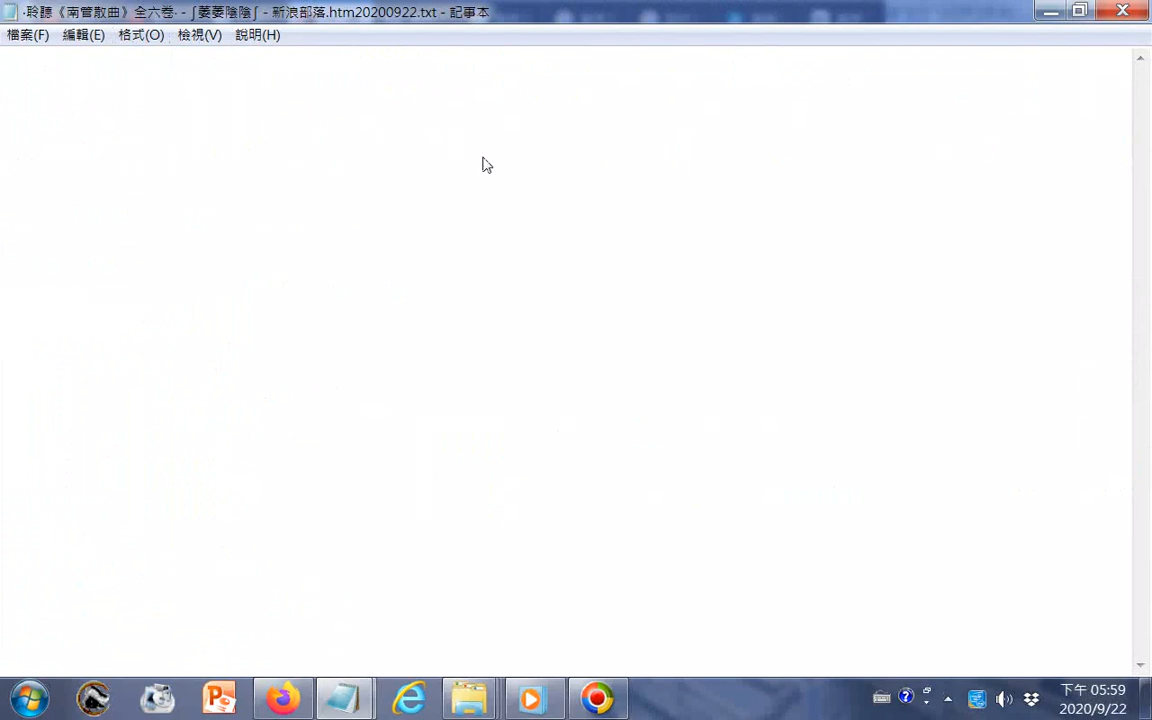 ·聆聽《南管散曲》全六卷· - ∫萋萋陰陰∫ - 新浪部落.htm20200922.txt - 記事本
檔案(F) 編輯(E) 格式(O) 檢視(V) 說明(H)
下午 05:59
2020/9/22